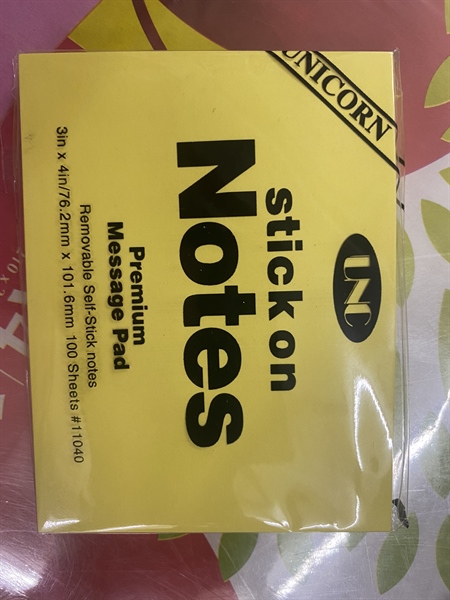 UNICORN
UNC
stick on
Notes
Premium
Message Pad
Removable Self-Stick notes
3in x 4in/76.2mm x 101.6mm 100 Sheets #11040